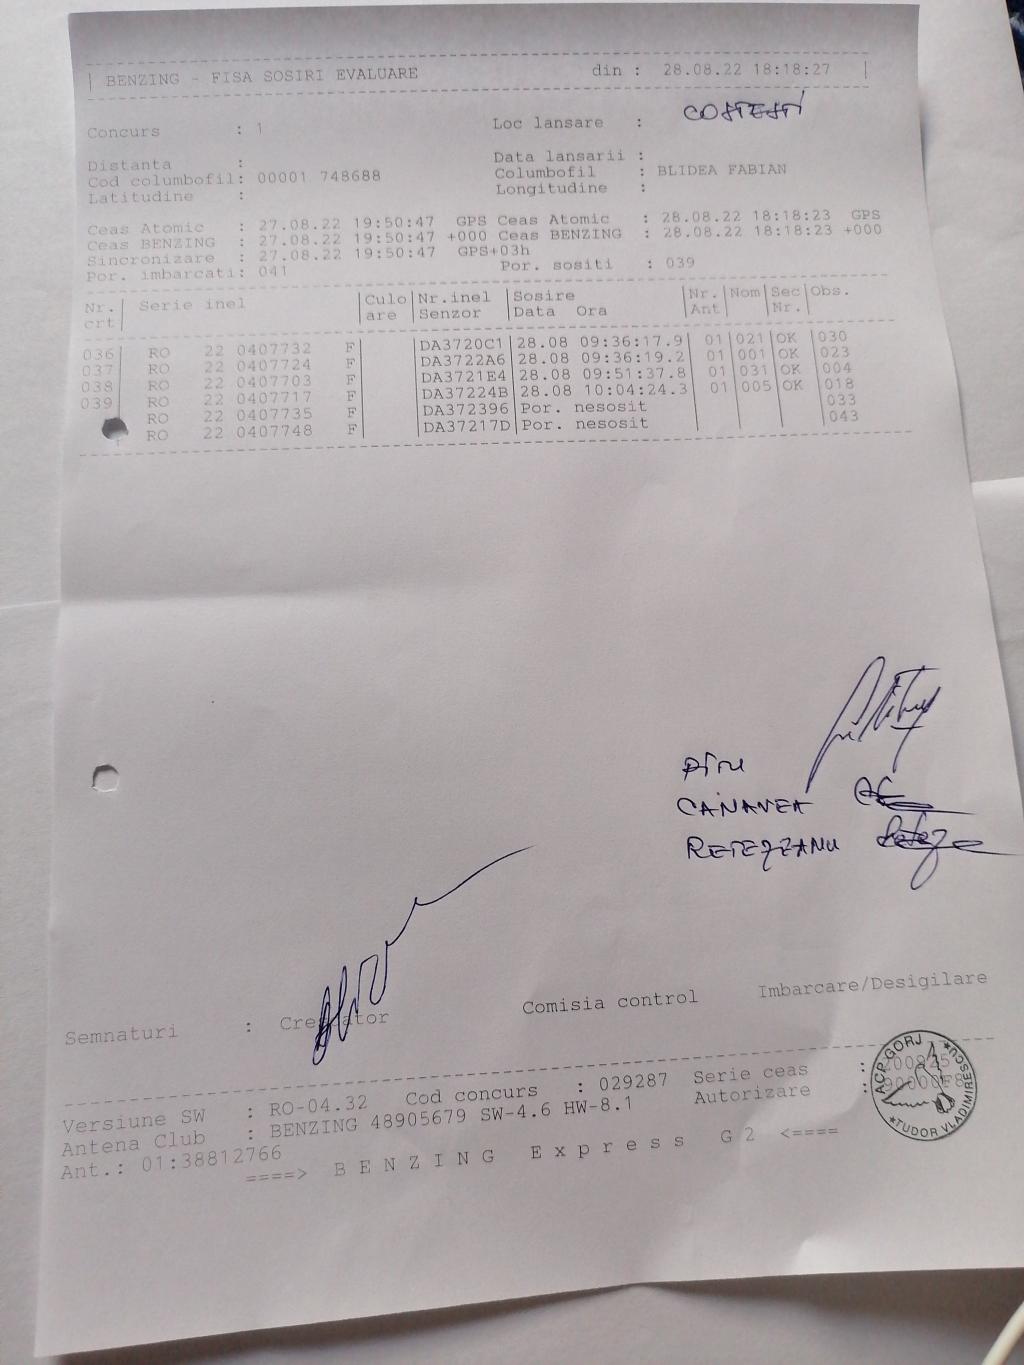 BENZING - FISA SOSIRI EVALUARE din : 28.08.22 18:18:27
Concurs : 1 Loc lansare : COSTESTI
Distanta : Data lansarii :
Cod columbofil: 00001 748688 Columbofil : BLIDEA FABIAN
Latitudine : Longitudine :
Ceas Atomic : 27.08.22 19:50:47 GPS Ceas Atomic : 28.08.22 18:18:23 GPS
Ceas BENZING : 27.08.22 19:50:47 +000 Ceas BENZING : 28.08.22 18:18:23 +000
Sincronizare : 27.08.22 19:50:47 GPS+03h
Por. imbarcati: 041 Por. sositi : 039
Nr. Serie inel Culo Nr.inel Sosire Nr. Nom Sec Obs.
crt are Senzor Data Ora Ant Nr.
036 RO 22 0407732 F DA3720C1 28.08 09:36:17.9 01 021 OK 030
037 RO 22 0407724 F DA3722A6 28.08 09:36:19.2 01 001 OK 023
038 RO 22 0407703 F DA3721E4 28.08 09:51:37.8 01 031 OK 004
039 RO 22 0407717 F DA37224B 28.08 10:04:24.3 01 005 OK 018
RO 22 0407735 F DA372396 Por. nesosit 033
RO 22 0407748 F DA37217D Por. nesosit 043
CANAVEA
RETEZEANU
Semnaturi : Crescator Comisia control Imbarcare/Desigilare
Versiune SW : RO-04.32 Cod concurs : 029287 Serie ceas :
Antena Club : BENZING 48905679 SW-4.6 HW-8.1 Autorizare :
Ant.: 01:38812766
====> BENZING Express G2 <====
ACP GORJ
*TUDOR VLADIMIRESCU*